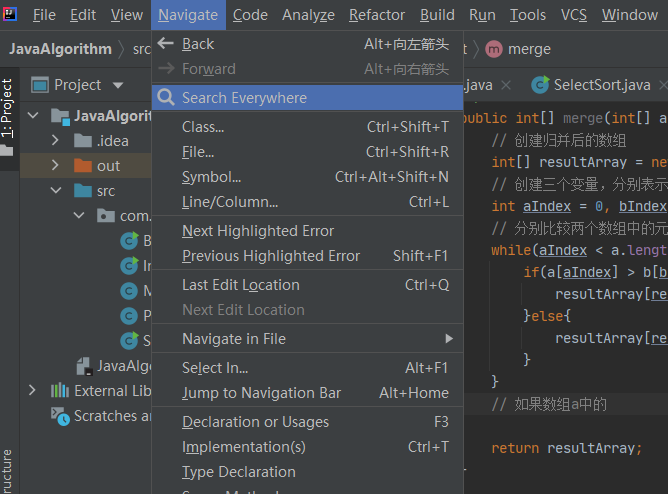 File Edit View Navigate Code Analyze Refactor Build Run Tools VCS Window
JavaAlgorithm src merge
Project .java SelectSort.java
1: Project
JavaAlgorithm
.idea
out
src
com.
B
In
M
P
S
JavaAlgo
External Lib
Scratches an
Back Alt+向左箭头
Forward Alt+向右箭头
Search Everywhere
Class... Ctrl+Shift+T
File... Ctrl+Shift+R
Symbol... Ctrl+Alt+Shift+N
Line/Column... Ctrl+L
Next Highlighted Error
Previous Highlighted Error Shift+F1
Last Edit Location Ctrl+Q
Next Edit Location
Navigate in File
Select In... Alt+F1
Jump to Navigation Bar Alt+Home
Declaration or Usages F3
Implementation(s) Ctrl+T
Type Declaration
public int[] merge(int[] a
// 创建归并后的数组
int[] resultArray = ne
// 创建三个变量，分别表示
int aIndex = 0, bIndex
// 分别比较两个数组中的元
while(aIndex < a.length
if(a[aIndex] > b[b
resultArray[re
}else{
resultArray[re
}
}
// 如果数组a中的
return resultArray;
ructure